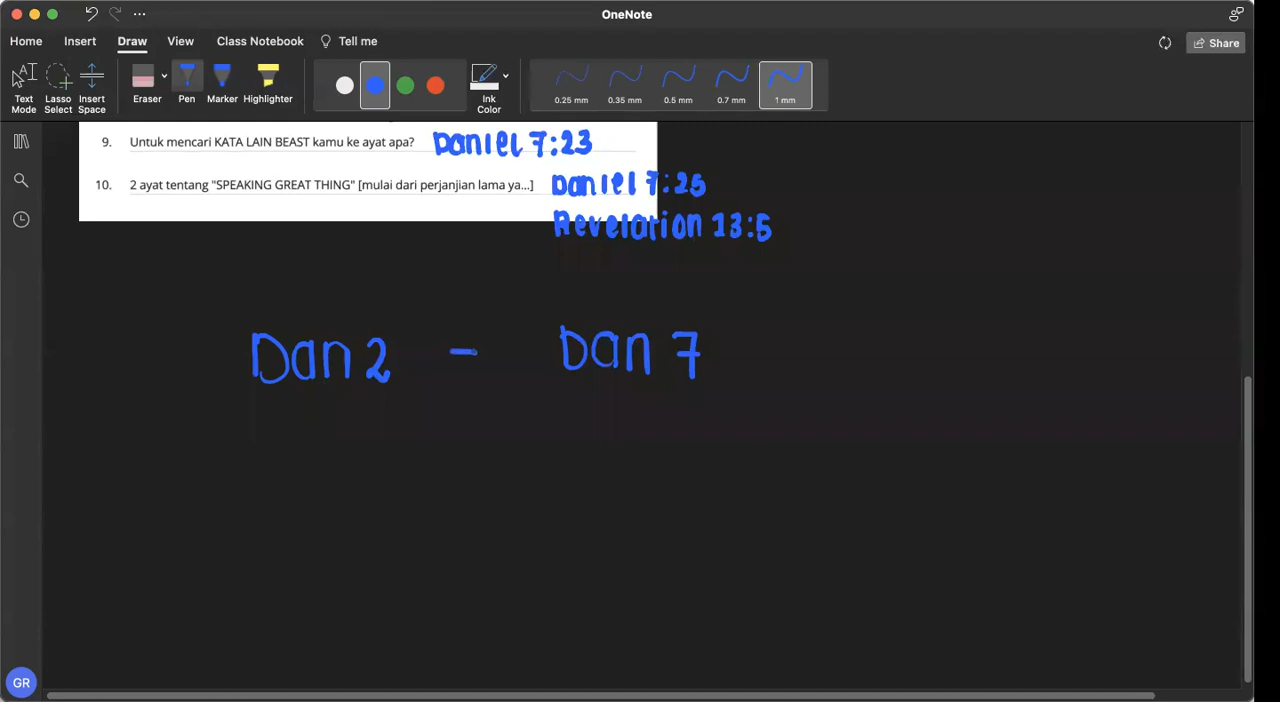 OneNote
Home Insert Draw View Class Notebook Tell me
Share
Text Mode
Lasso Select
Insert Space
Eraser
Pen
Marker
Highlighter
Ink Color
0.25 mm 0.35 mm 0.5 mm 0.7 mm 1 mm
9. Untuk mencari KATA LAIN BEAST kamu ke ayat apa? Daniel 7:23
10. 2 ayat tentang "SPEAKING GREAT THING" [mulai dari perjanjian lama ya...] Daniel 7:25
Revelation 13:5
Dan 2 - Dan 7
GR